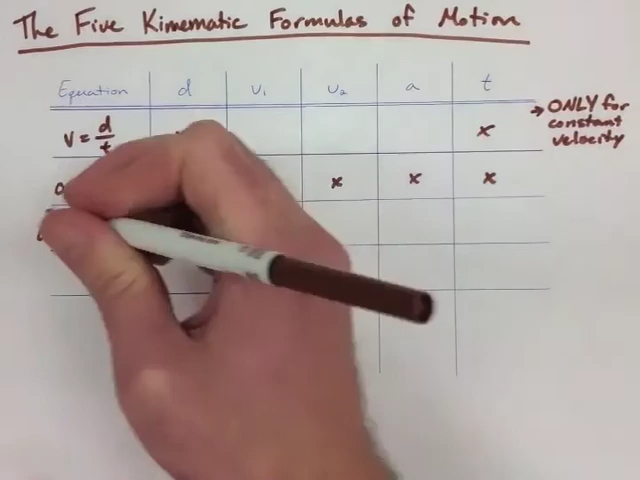 The Five Kinematic Formulas of Motion
Equation d v₁ v₂ a t
v = d/t x
x x x
→ ONLY for
constant
velocity